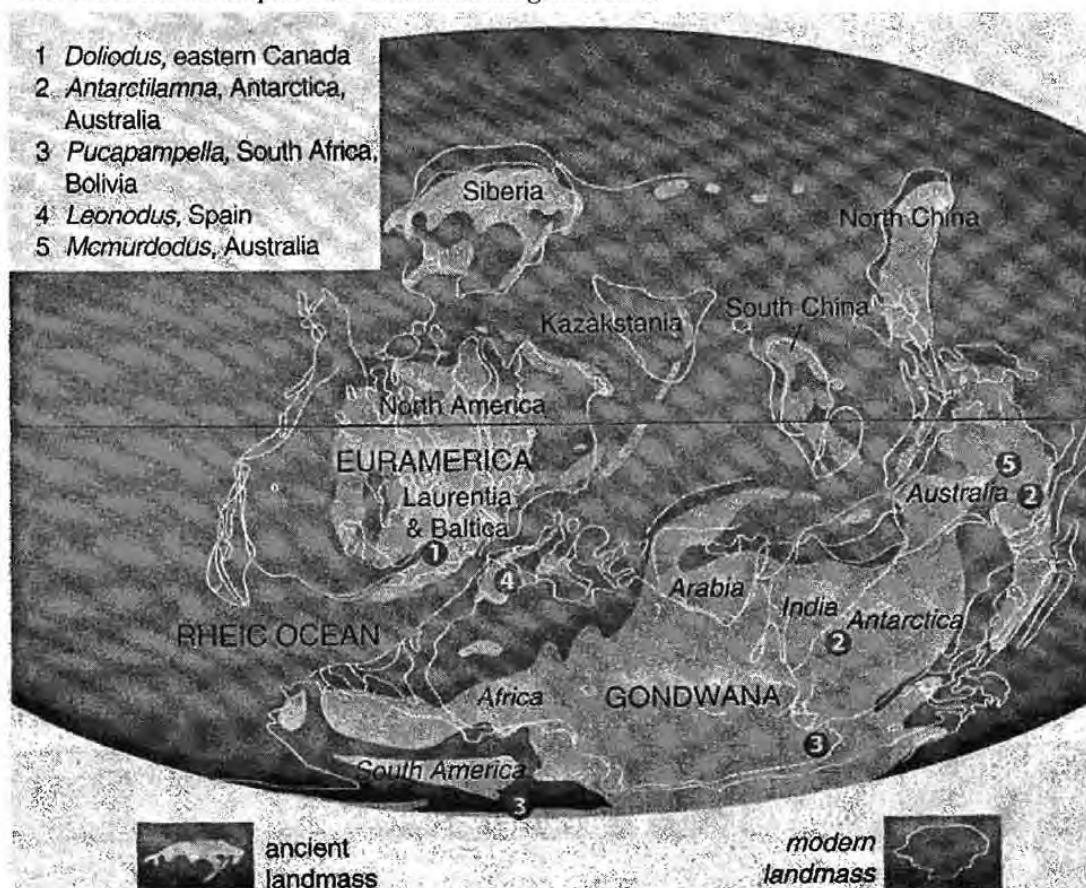 1 Doliodus, eastern Canada
2 Antarctilamna, Antarctica,
Australia
3 Pucapampella, South Africa,
Bolivia
4 Leonodus, Spain
5 Mcmurdodus, Australia
Siberia
North China
South China
Kazakstania
North America
EURAMERICA
5
Laurentia
& Baltica
Australia
2
1
4
Arabia
India
Antarctica
RHEIC OCEAN
2
Africa
GONDWANA
3
South America
3
ancient
landmass
modern
landmass